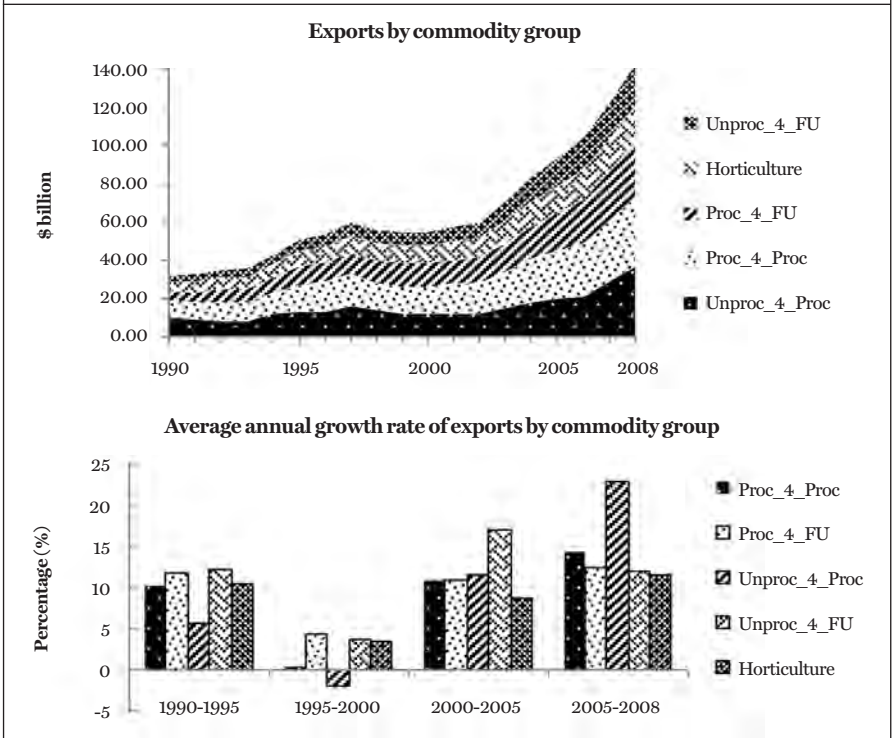 Exports by commodity group
140.00
120.00
100.00
80.00
60.00
40.00
20.00
0.00
$ billion
1990
1995
2000
2005
2008
Unproc_4_FU
Horticulture
Proc_4_FU
Proc_4_Proc
Unproc_4_Proc
Average annual growth rate of exports by commodity group
25
20
15
10
5
0
-5
Percentage (%)
1990-1995
1995-2000
2000-2005
2005-2008
Proc_4_Proc
Proc_4_FU
Unproc_4_Proc
Unproc_4_FU
Horticulture